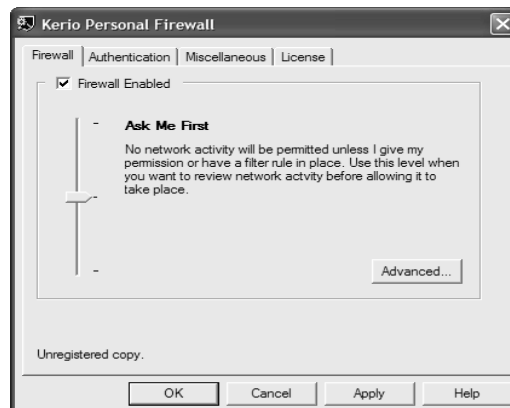 Kerio Personal Firewall
Firewall Authentication Miscellaneous License
Firewall Enabled
Ask Me First
No network activity will be permitted unless I give my
permission or have a filter rule in place. Use this level when
you want to review network actvity before allowing it to
take place.
Advanced...
Unregistered copy.
OK Cancel Apply Help